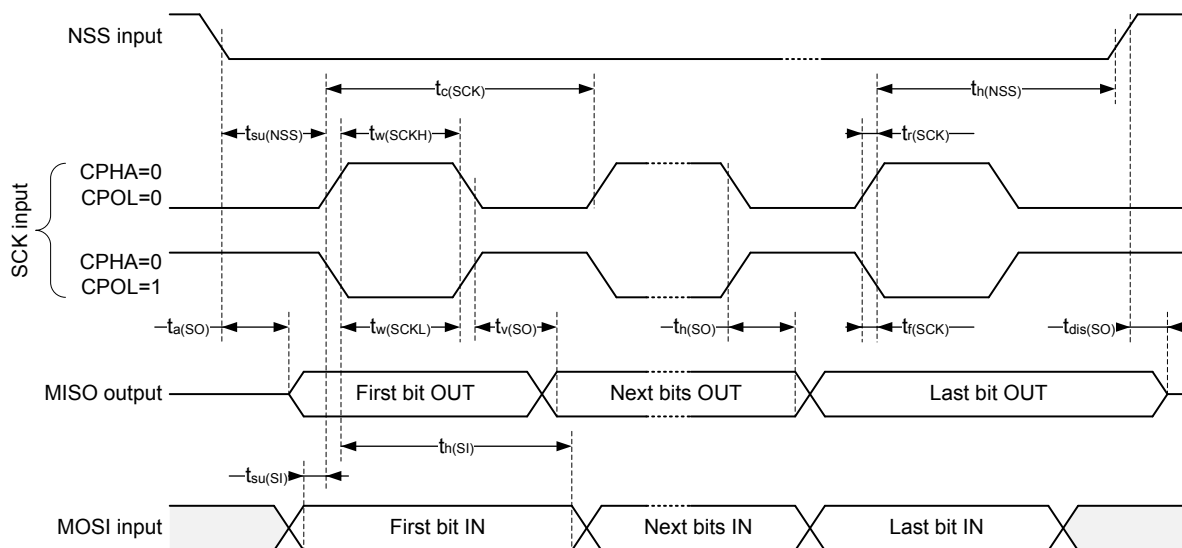 NSS input
tc(SCK)
th(NSS)
tsu(NSS)
tw(SCKH)
tr(SCK)
SCK input
CPHA=0
CPOL=0
CPHA=0
CPOL=1
ta(SO)
tw(SCKL)
tv(SO)
th(SO)
tf(SCK)
tdis(SO)
MISO output
First bit OUT
Next bits OUT
Last bit OUT
th(SI)
tsu(SI)
MOSI input
First bit IN
Next bits IN
Last bit IN